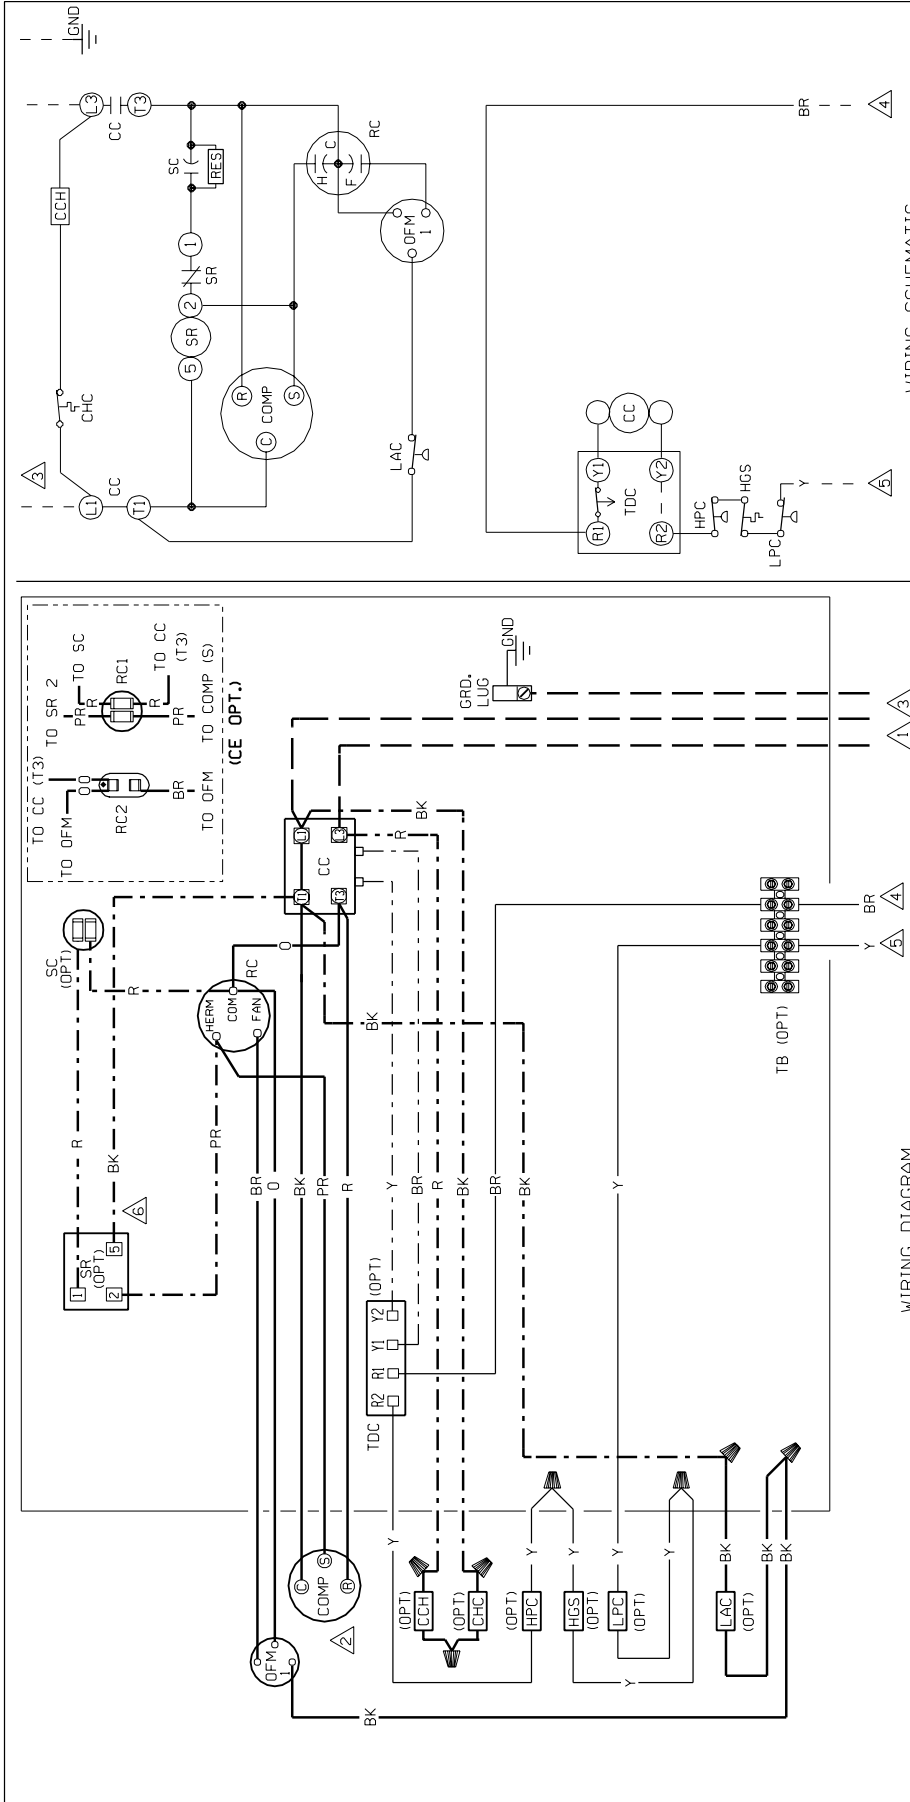 GND
L3
CC
T3
CCH
SC
RES
1
SR
2
SR
5
H
C
F
RC
OFM
1
CHC
R
COMP
S
C
LAC
3
L1
CC
T1
BR
4
CC
Y1
TDC
Y2
R1
R2
HPC
HGS
LPC
Y
5
TO SR 2
TO SC
PR
R
RC1
R
TO CC
(T3)
PR
TO COMP (S)
TO CC (T3)
TO OFM
O
O
RC2
BR
TO OFM
(CE OPT.)
GRD.
LUG
GND
1
3
L1
L3
CC
T1
T3
BK
R
SC
(OPT)
R
O
RC
HERM
COM
FAN
BK
TB (OPT)
BR
4
Y
5
R
BK
PR
BR
O
BK
PR
R
Y
BR
R
BK
BR
BK
Y
6
1
SR
(OPT)
5
2
(OPT)
R2
R1
Y1
Y2
TDC
Y
C
COMP
S
R
2
OFM
1
BK
(OPT)
CCH
(OPT)
CHC
(OPT)
HPC
Y
HGS
(OPT)
Y
LPC
(OPT)
Y
Y
LAC
(OPT)
BK
BK
BK
WIRING DIAGRAM
WIRING SCHEMATIC